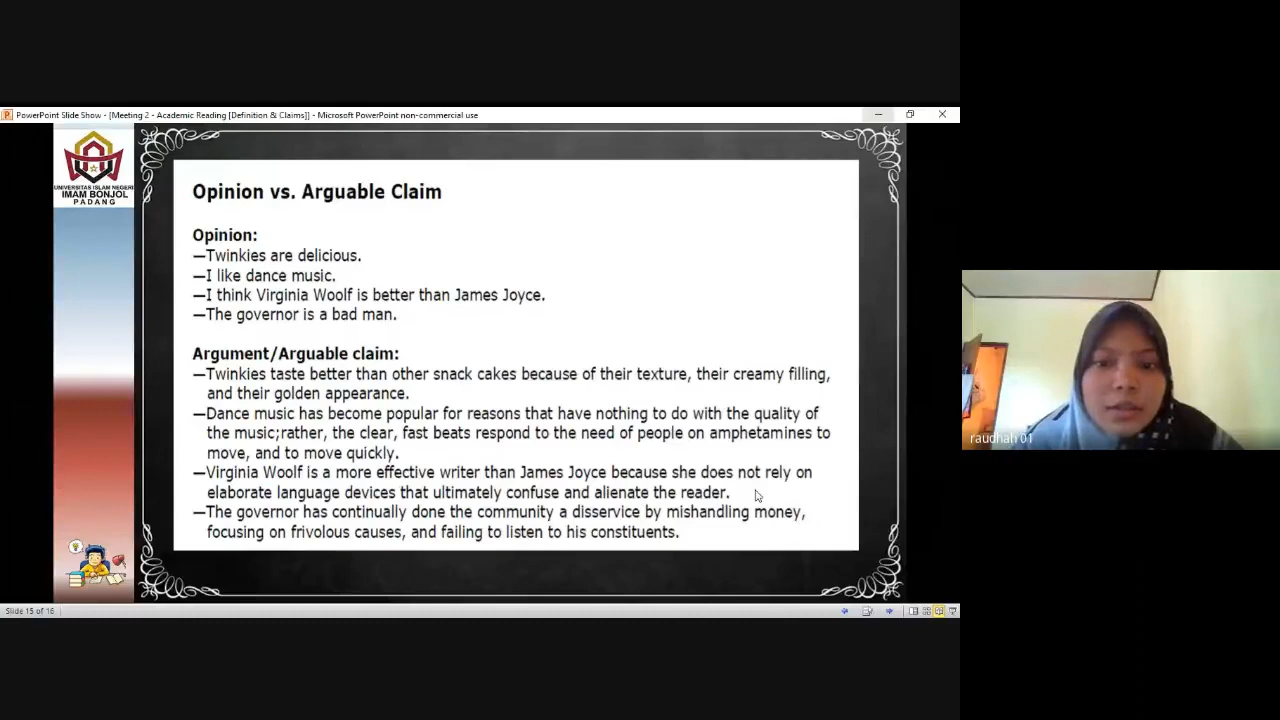 PowerPoint Slide Show - [Meeting 2 - Academic Reading [Definition & Claims]] - Microsoft PowerPoint non-commercial use
UNIVERSITAS ISLAM NEGERI
IMAM BONJOL
PADANG
Opinion vs. Arguable Claim
Opinion:
—Twinkies are delicious.
—I like dance music.
—I think Virginia Woolf is better than James Joyce.
—The governor is a bad man.
Argument/Arguable claim:
—Twinkies taste better than other snack cakes because of their texture, their creamy filling,
and their golden appearance.
—Dance music has become popular for reasons that have nothing to do with the quality of
the music;rather, the clear, fast beats respond to the need of people on amphetamines to
move, and to move quickly.
—Virginia Woolf is a more effective writer than James Joyce because she does not rely on
elaborate language devices that ultimately confuse and alienate the reader.
—The governor has continually done the community a disservice by mishandling money,
focusing on frivolous causes, and failing to listen to his constituents.
Slide 15 of 16
raudhah 01